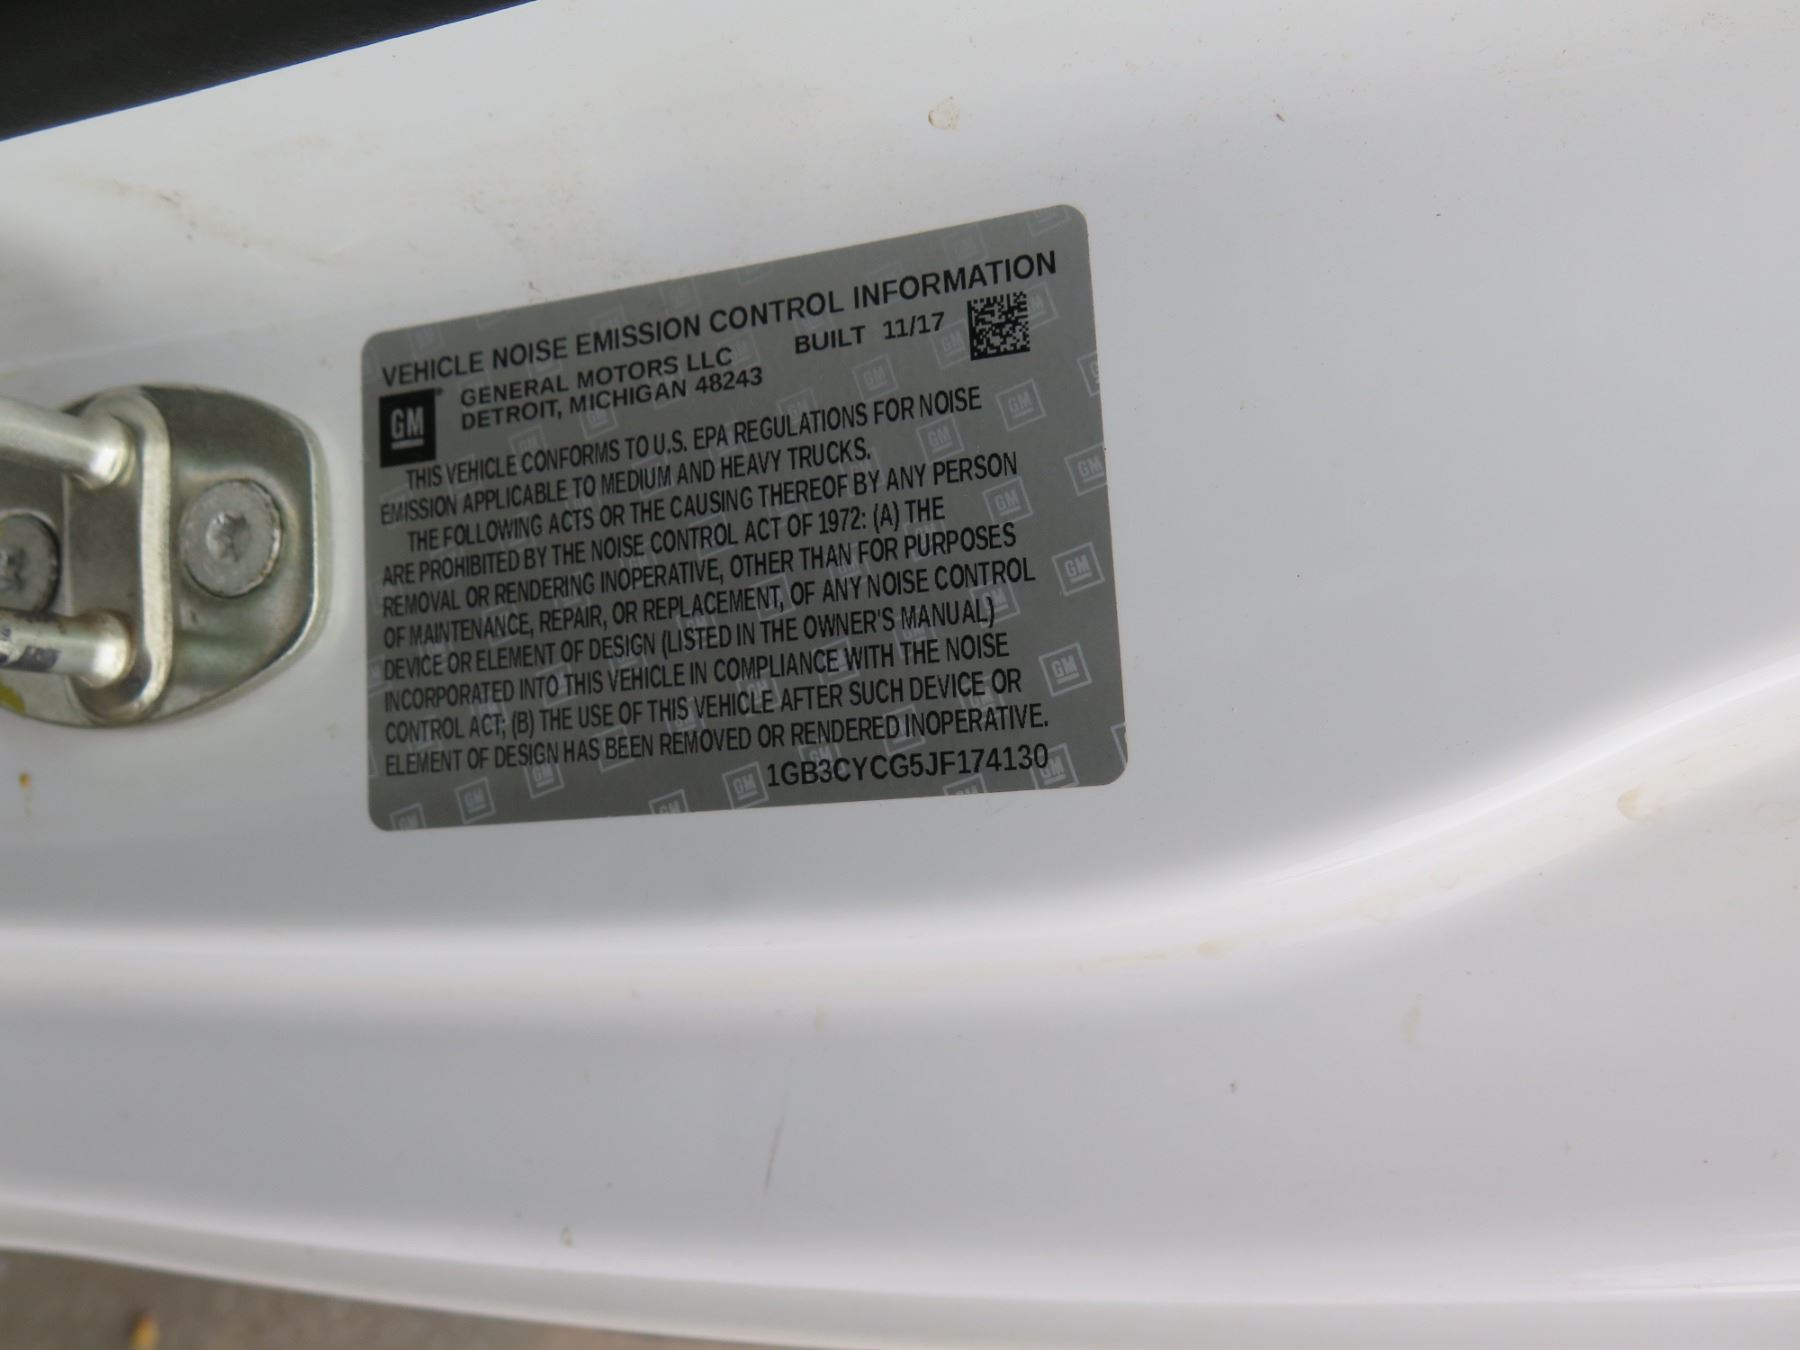 VEHICLE NOISE EMISSION CONTROL INFORMATION
GM® GENERAL MOTORS LLC BUILT 11/17
DETROIT, MICHIGAN 48243
THIS VEHICLE CONFORMS TO U.S. EPA REGULATIONS FOR NOISE
EMISSION APPLICABLE TO MEDIUM AND HEAVY TRUCKS.
THE FOLLOWING ACTS OR THE CAUSING THEREOF BY ANY PERSON
ARE PROHIBITED BY THE NOISE CONTROL ACT OF 1972: (A) THE
REMOVAL OR RENDERING INOPERATIVE, OTHER THAN FOR PURPOSES
OF MAINTENANCE, REPAIR, OR REPLACEMENT, OF ANY NOISE CONTROL
DEVICE OR ELEMENT OF DESIGN (LISTED IN THE OWNER'S MANUAL)
INCORPORATED INTO THIS VEHICLE IN COMPLIANCE WITH THE NOISE
CONTROL ACT; (B) THE USE OF THIS VEHICLE AFTER SUCH DEVICE OR
ELEMENT OF DESIGN HAS BEEN REMOVED OR RENDERED INOPERATIVE.
1GB3CYCG5JF174130